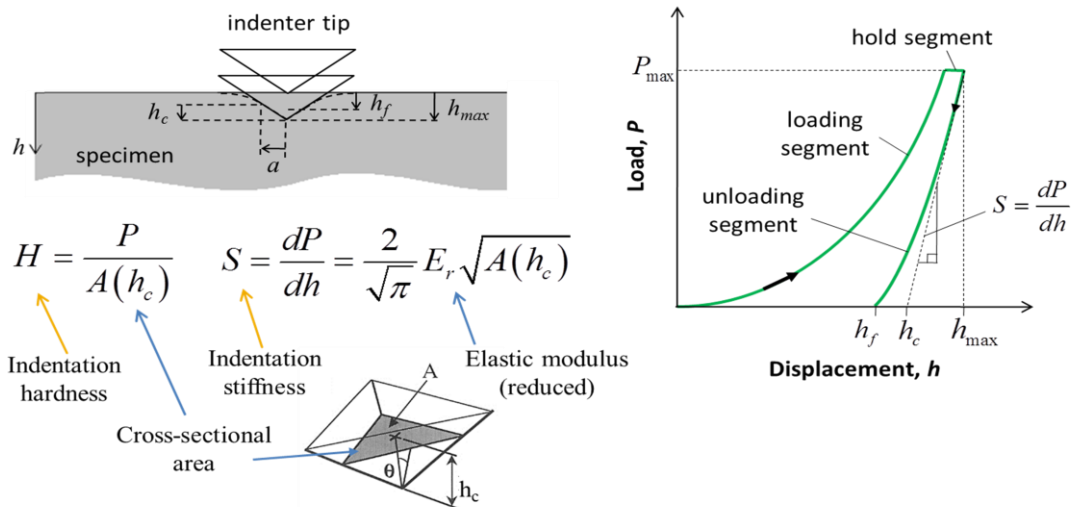 indenter tip
h_c
h_f
h_max
h
specimen
a
H = P / A(h_c)
S = dP/dh = 2/√π E_r √A(h_c)
Indentation
hardness
Indentation
stiffness
Elastic modulus
(reduced)
Cross-sectional
area
A
θ
h_c
hold segment
P_max
loading
segment
Load, P
unloading
segment
S = dP/dh
h_f
h_c
h_max
Displacement, h